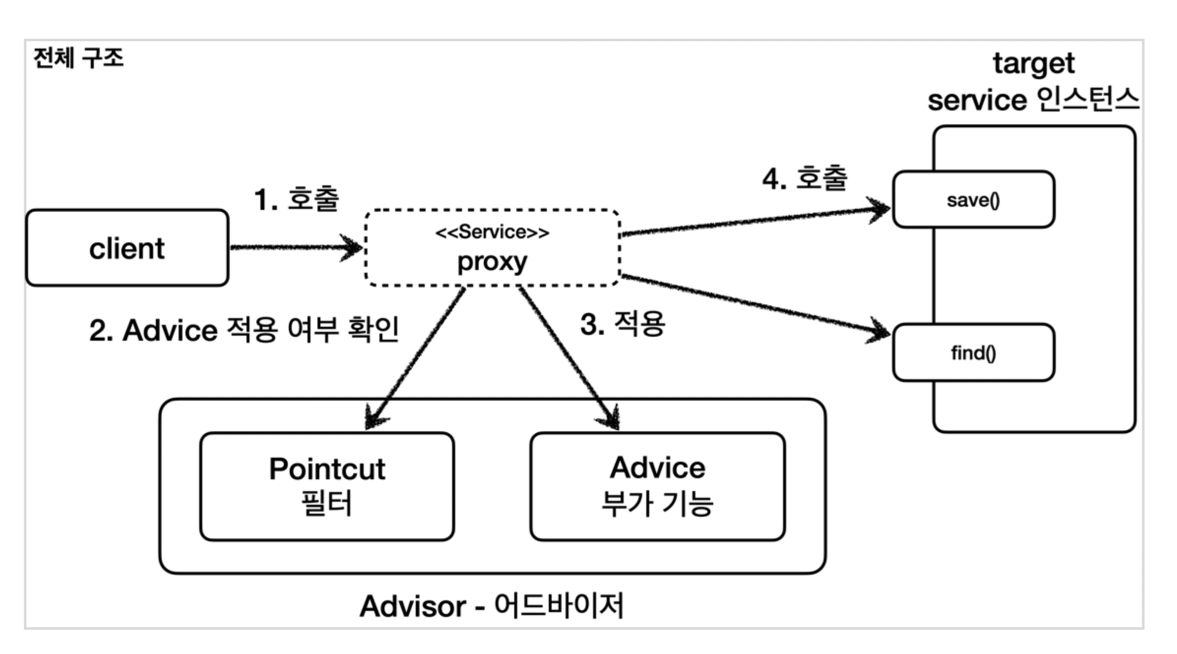 전체 구조
target
service 인스턴스
1. 호출
4. 호출
client
<<Service>>
proxy
save()
2. Advice 적용 여부 확인
3. 적용
find()
Pointcut
필터
Advice
부가 기능
Advisor - 어드바이저